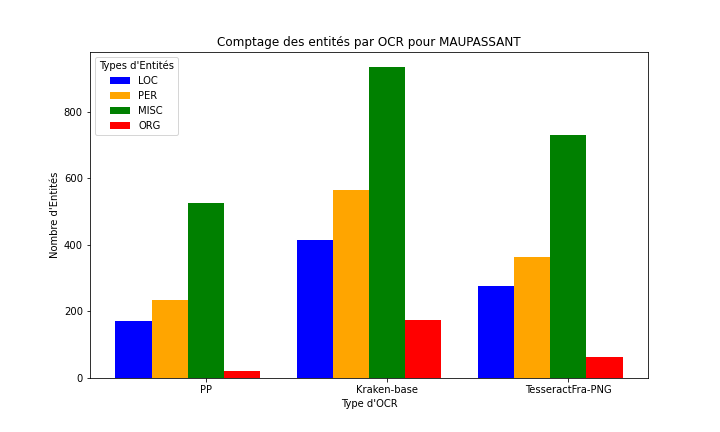 Comptage des entités par OCR pour MAUPASSANT
Types d'Entités
LOC
PER
MISC
ORG
Nombre d'Entités
800
600
400
200
0
PP
Kraken-base
TesseractFra-PNG
Type d'OCR